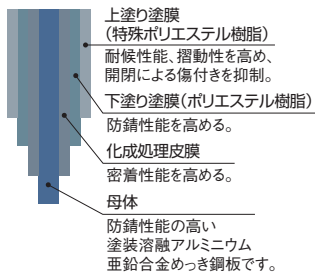 上塗り塗膜
(特殊ポリエステル樹脂)
耐候性能、摺動性を高め、
開閉による傷付きを抑制。
下塗り塗膜(ポリエステル樹脂)
防錆性能を高める。
化成処理皮膜
密着性能を高める。
母体
防錆性能の高い
塗装溶融アルミニウム
亜鉛合金めっき鋼板です。